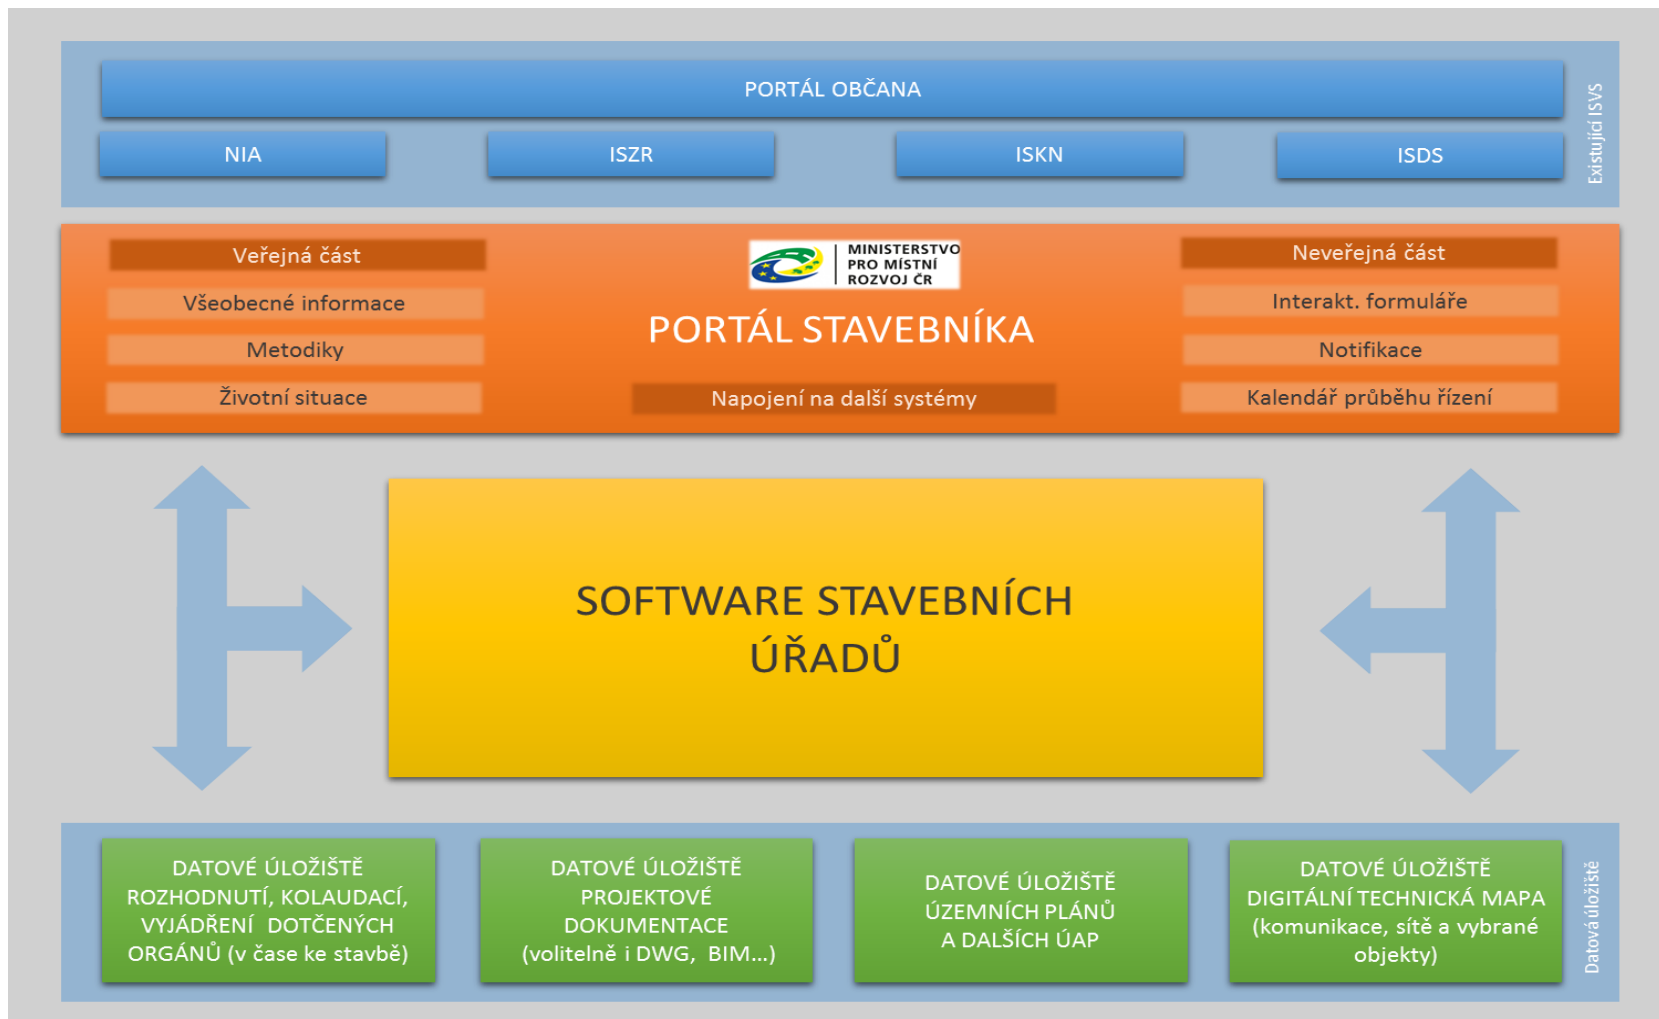 PORTÁL OBČANA
NIA
ISZR
ISKN
ISDS
Existující ISVS
Veřejná část
Všeobecné informace
Metodiky
Životní situace
MINISTERSTVO
PRO MÍSTNÍ
ROZVOJ ČR
PORTÁL STAVEBNÍKA
Napojení na další systémy
Neveřejná část
Interakt. formuláře
Notifikace
Kalendář průběhu řízení
SOFTWARE STAVEBNÍCH
ÚŘADŮ
DATOVÉ ÚLOŽIŠTĚ
ROZHODNUTÍ, KOLAUDACÍ,
VYJÁDŘENÍ DOTČENÝCH
ORGÁNŮ (v čase ke stavbě)
DATOVÉ ÚLOŽIŠTĚ
PROJEKTOVÉ
DOKUMENTACE
(volitelně i DWG, BIM...)
DATOVÉ ÚLOŽIŠTĚ
ÚZEMNÍCH PLÁNŮ
A DALŠÍCH ÚAP
DATOVÉ ÚLOŽIŠTĚ
DIGITÁLNÍ TECHNICKÁ MAPA
(komunikace, sítě a vybrané
objekty)
Datová úložiště